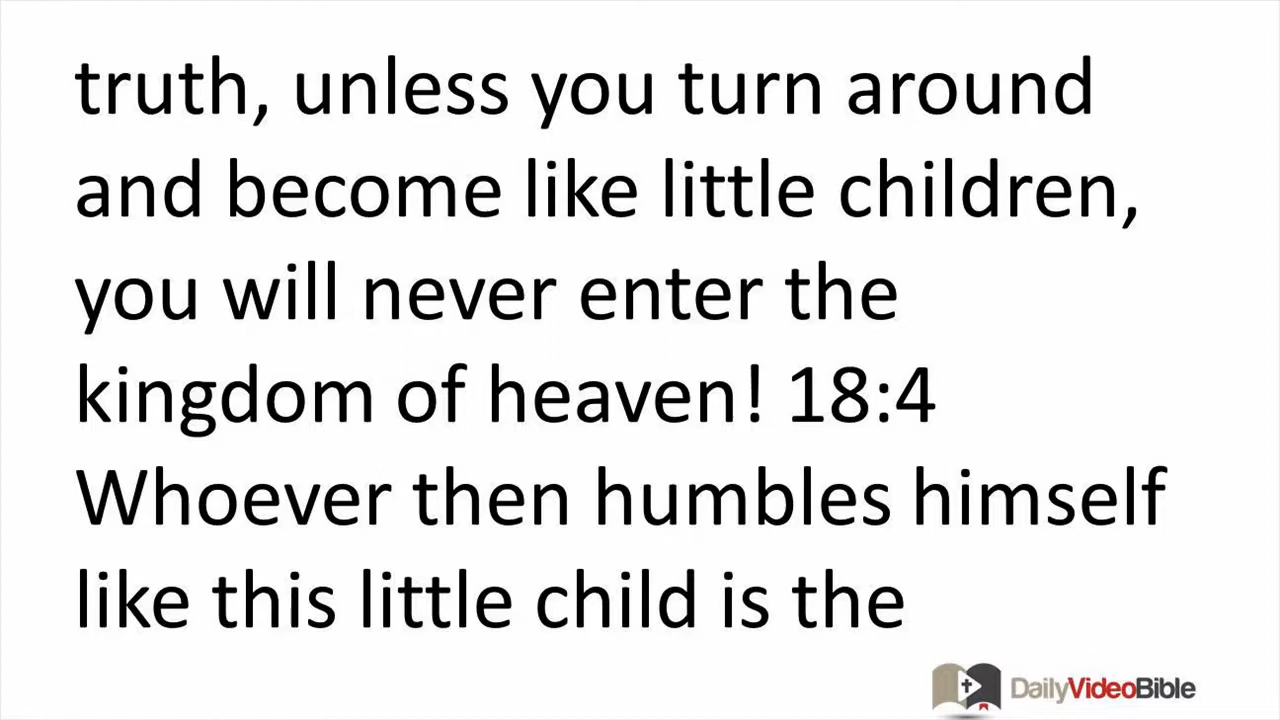 truth, unless you turn around
and become like little children,
you will never enter the
kingdom of heaven! 18:4
Whoever then humbles himself
like this little child is the
DailyVideoBible